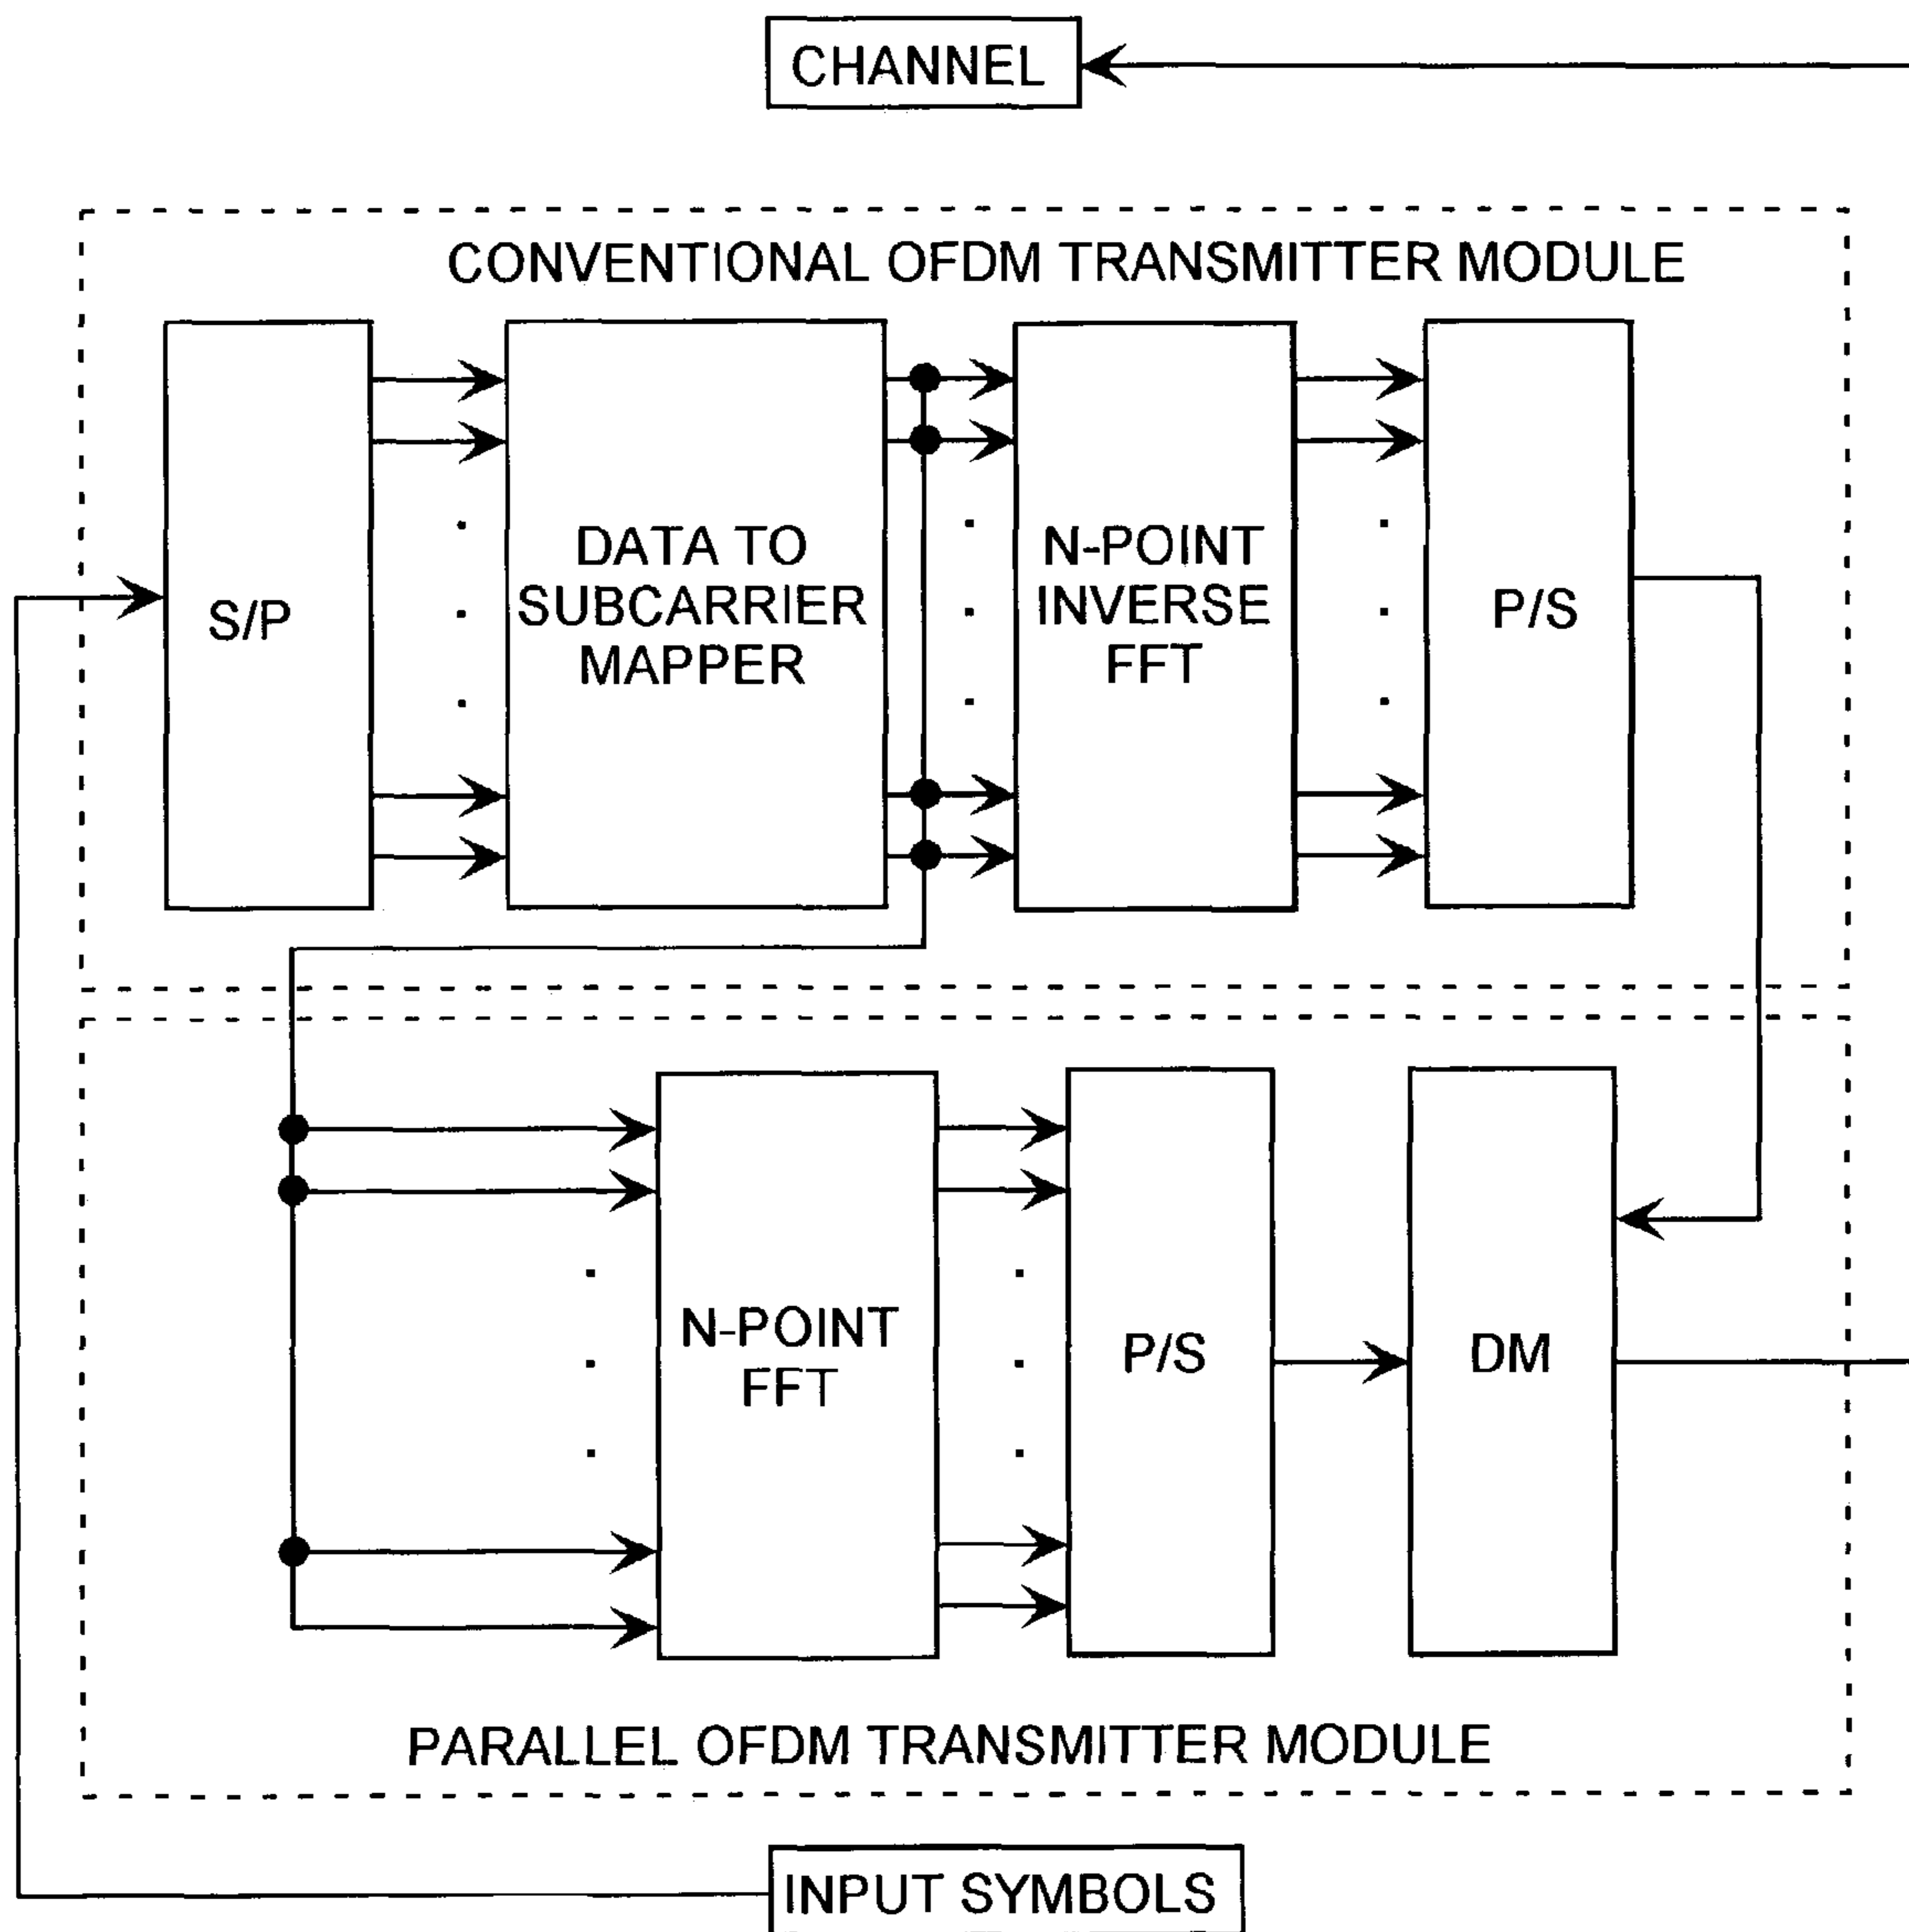 CHANNEL
CONVENTIONAL OFDM TRANSMITTER MODULE
S/P
DATA TO
SUBCARRIER
MAPPER
N-POINT
INVERSE
FFT
P/S
N-POINT
FFT
P/S
DM
PARALLEL OFDM TRANSMITTER MODULE
INPUT SYMBOLS